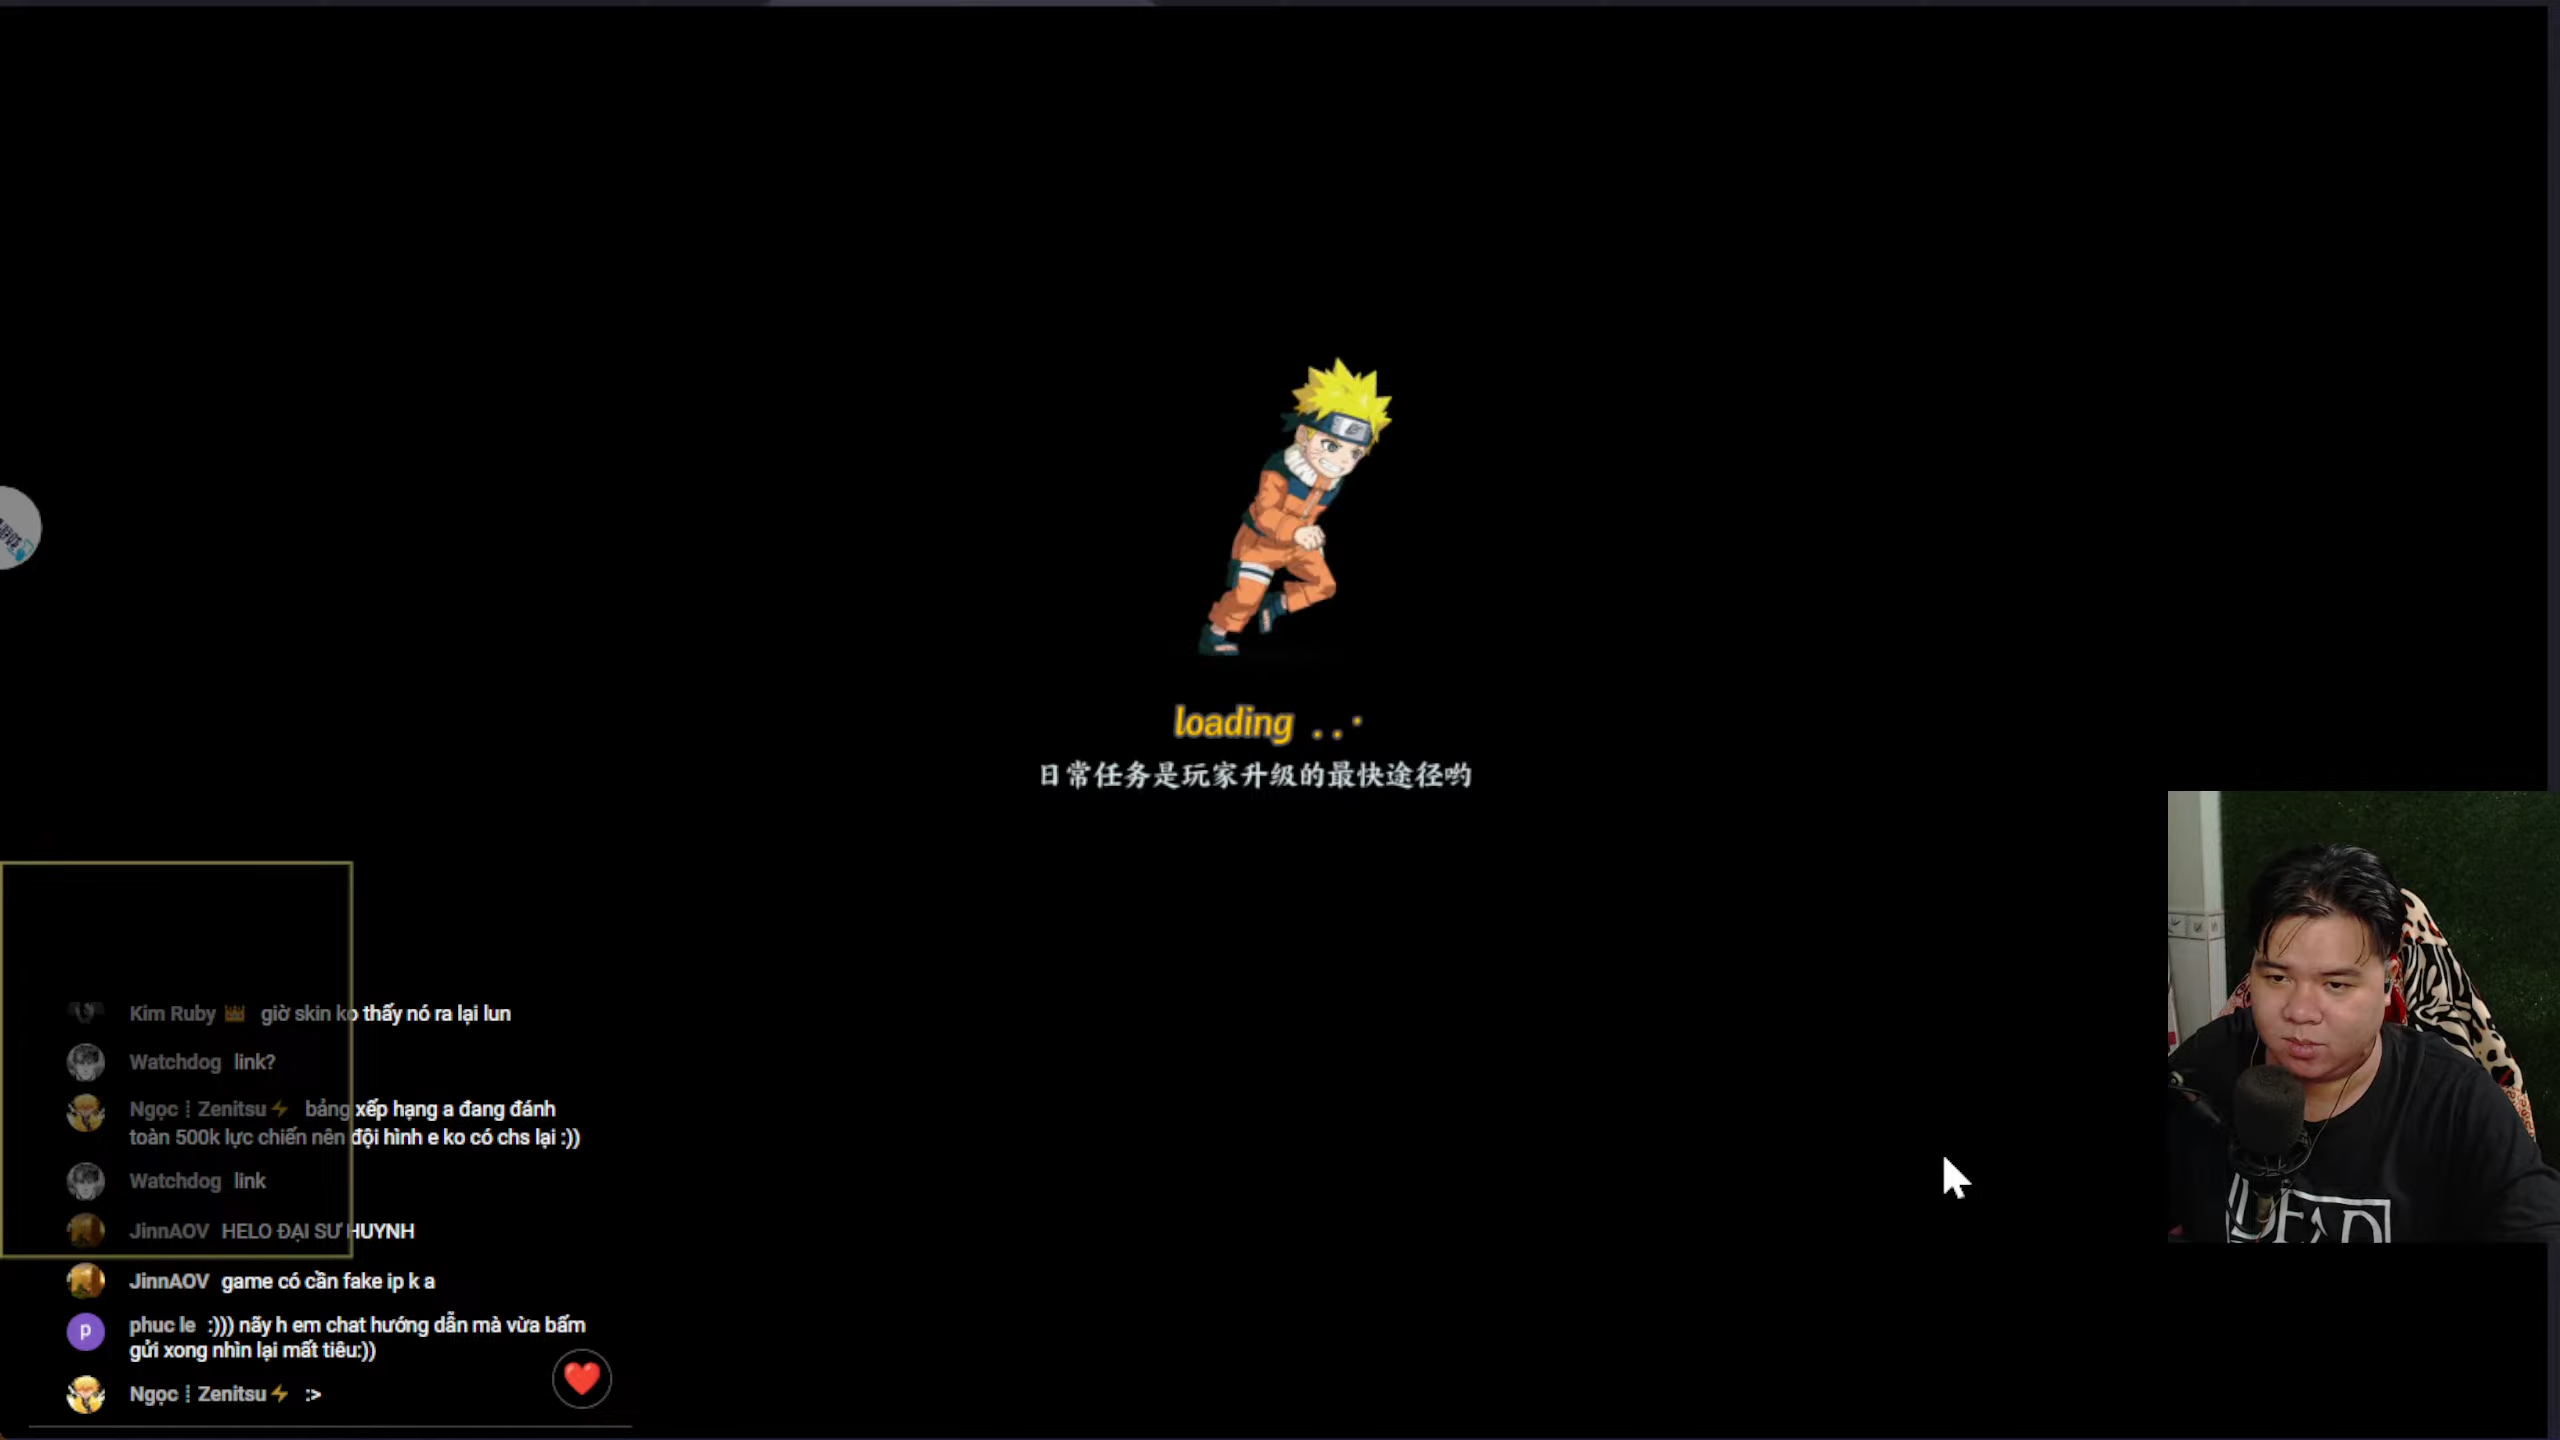 loading ...
日常任务是玩家升级的最快途径哟
Kim Ruby 👑 giờ skin ko thấy nó ra lại lun
Watchdog link?
Ngọc ⁞ Zenitsu⚡ bảng xếp hạng a đang đánh
toàn 500k lực chiến nên đội hình e ko có chs lại :))
Watchdog link
JinnAOV HELO ĐẠI SƯ HUYNH
JinnAOV game có cần fake ip k a
P
phuc le :))) nãy h em chat hướng dẫn mà vừa bấm
gửi xong nhìn lại mất tiêu:))
Ngọc ⁞ Zenitsu⚡ :>